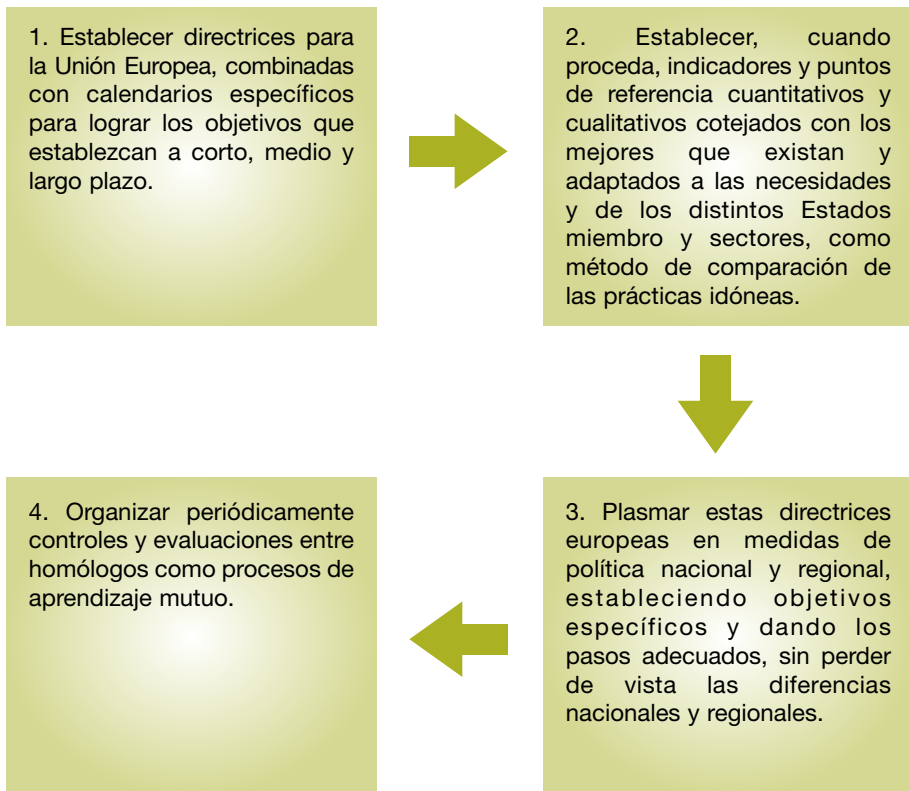 1. Establecer directrices para
la Unión Europea, combinadas
con calendarios específicos
para lograr los objetivos que
establezcan a corto, medio y
largo plazo.
2. Establecer, cuando
proceda, indicadores y puntos
de referencia cuantitativos y
cualitativos cotejados con los
mejores que existan y
adaptados a las necesidades
y de los distintos Estados
miembro y sectores, como
método de comparación de
las prácticas idóneas.
3. Plasmar estas directrices
europeas en medidas de
política nacional y regional,
estableciendo objetivos
específicos y dando los
pasos adecuados, sin perder
de vista las diferencias
nacionales y regionales.
4. Organizar periódicamente
controles y evaluaciones entre
homólogos como procesos de
aprendizaje mutuo.